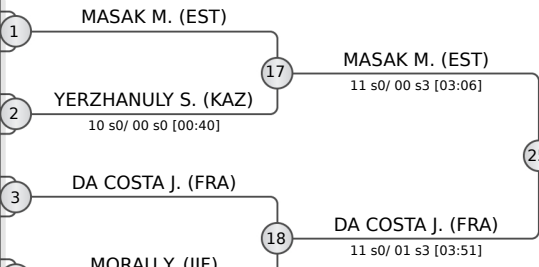 MASAK M. (EST)
1
17
MASAK M. (EST)
11 s0/ 00 s3 [03:06]
YERZHANULY S. (KAZ)
2
10 s0/ 00 s0 [00:40]
DA COSTA J. (FRA)
3
18
DA COSTA J. (FRA)
11 s0/ 01 s3 [03:51]